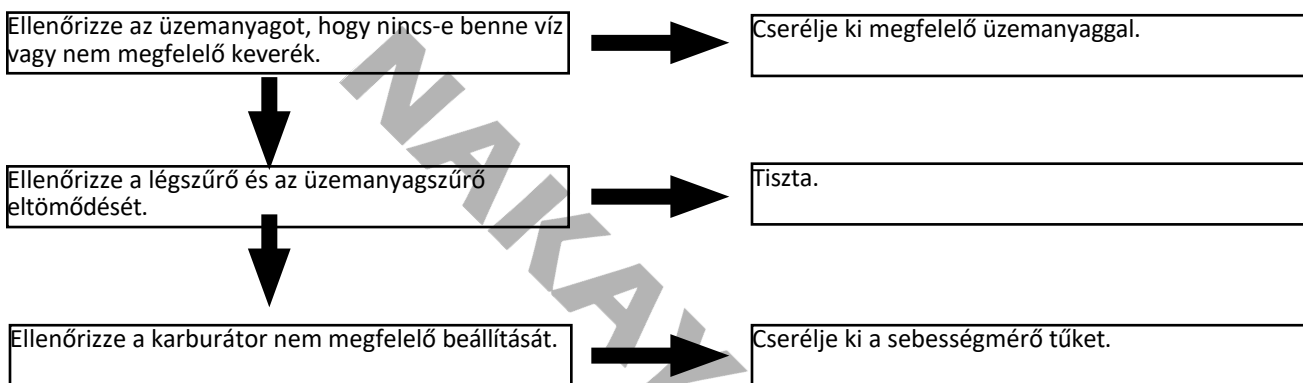 Ellenőrizze az üzemanyagot, hogy nincs-e benne víz
vagy nem megfelelő keverék.
Cserélje ki megfelelő üzemanyaggal.
Ellenőrizze a légszűrő és az üzemanyagszűrő
eltömődését.
Tiszta.
Ellenőrizze a karburátor nem megfelelő beállítását.
Cserélje ki a sebességmérő tűket.
NAKAY